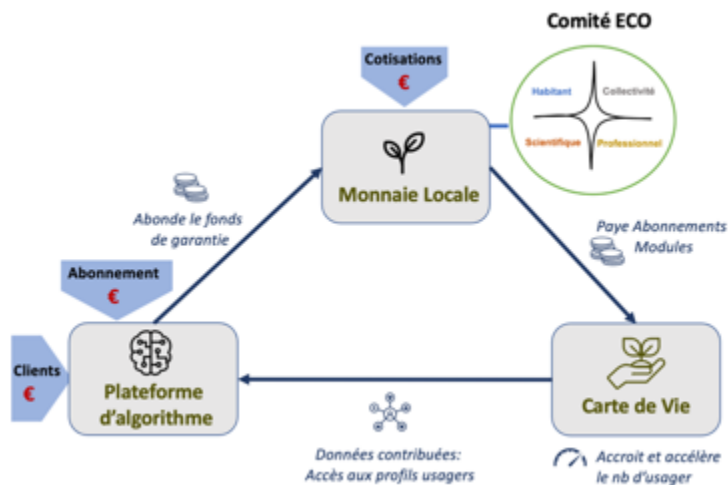 Comité ECO
Cotisations
€
Habitant
Collectivité
Scientifique
Professionnel
Monnaie Locale
Abonde le fonds
de garantie
Paye Abonnements
Modules
Abonnement
€
Clients
€
Plateforme
d'algorithme
Carte de Vie
Données contribuées:
Accès aux profils usagers
Accroit et accélère
le nb d'usager